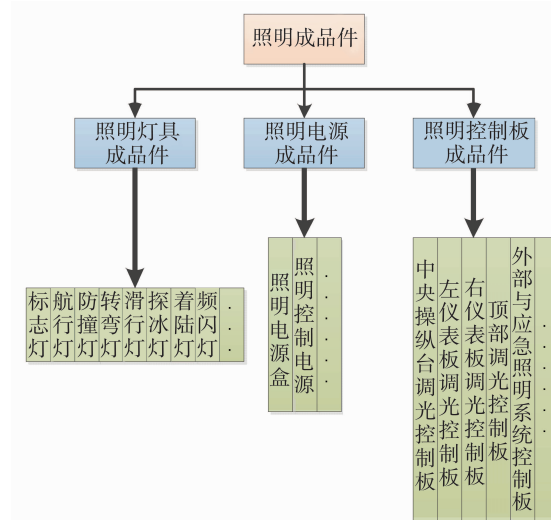 照明成品件
照明灯具
成品件
照明电源
成品件
照明控制板
成品件
标志灯
航行灯
防撞灯
转弯灯
滑行灯
探冰灯
着陆灯
频闪灯
...
照明电源盒
照明控制电源
......
中央操纵台调光控制板
左仪表板调光控制板
右仪表板调光控制板
顶部调光控制板
外部与应急照明系统控制板
......